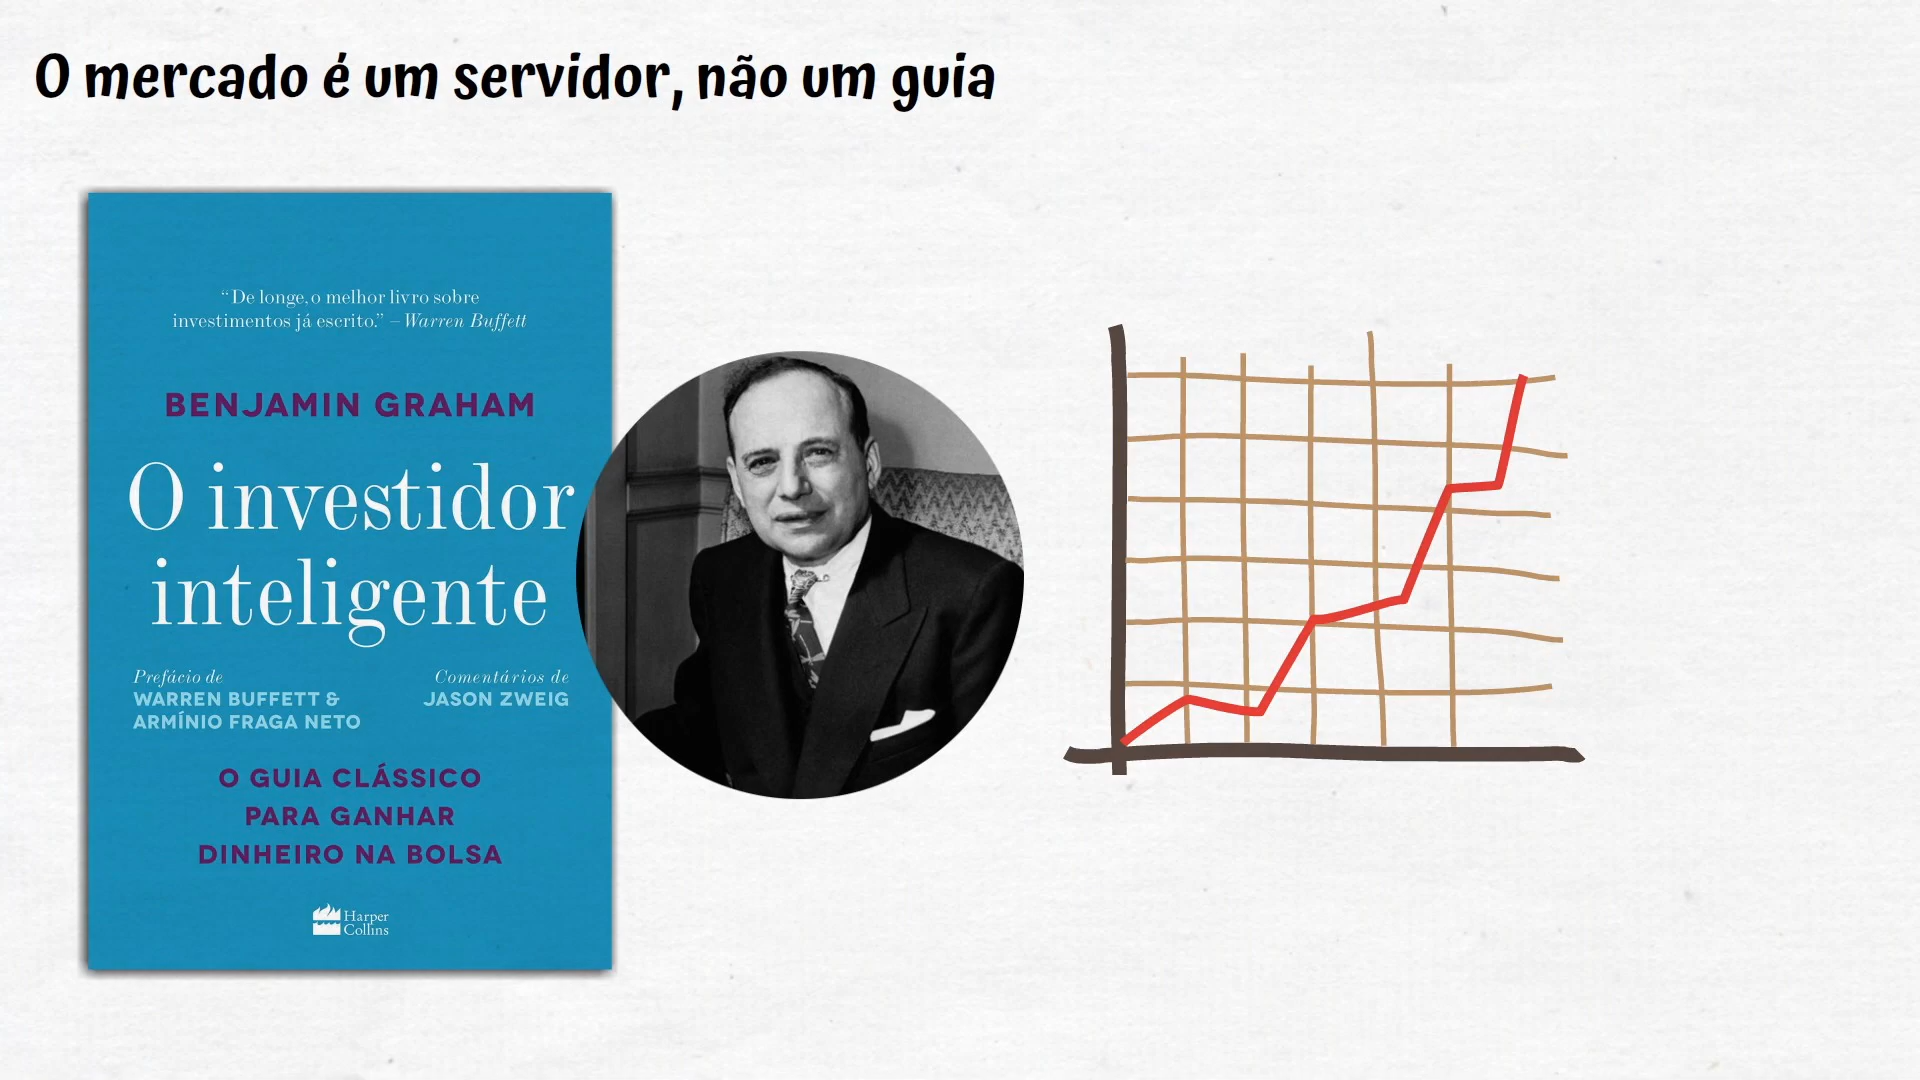 O mercado é um servidor, não um guia
“De longe, o melhor livro sobre
investimentos já escrito.” – Warren Buffett
BENJAMIN GRAHAM
O investidor
inteligente
Prefácio de
WARREN BUFFETT &
ARMÍNIO FRAGA NETO
Comentários de
JASON ZWEIG
O GUIA CLÁSSICO
PARA GANHAR
DINHEIRO NA BOLSA
Harper
Collins